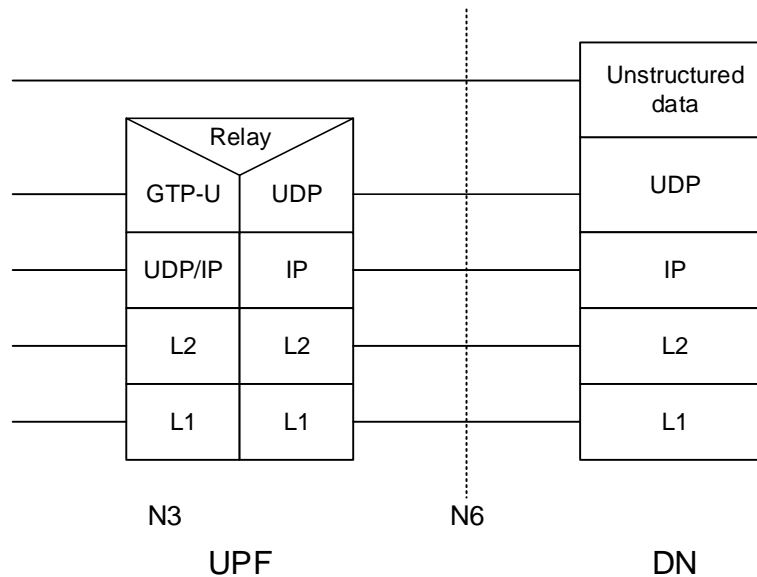 Unstructured
data
Relay
GTP-U UDP UDP
UDP/IP IP IP
L2 L2 L2
L1 L1 L1
N3 N6
UPF DN